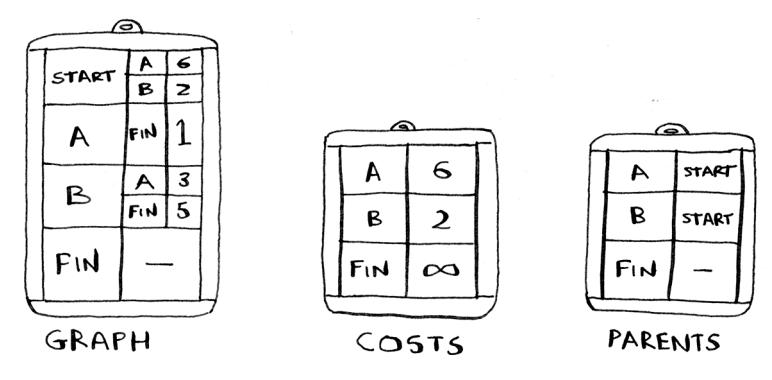 START A 6
B 2
A FIN 1
B A 3
FIN 5
FIN —
GRAPH
A 6
B 2
FIN ∞
COSTS
A START
B START
FIN —
PARENTS